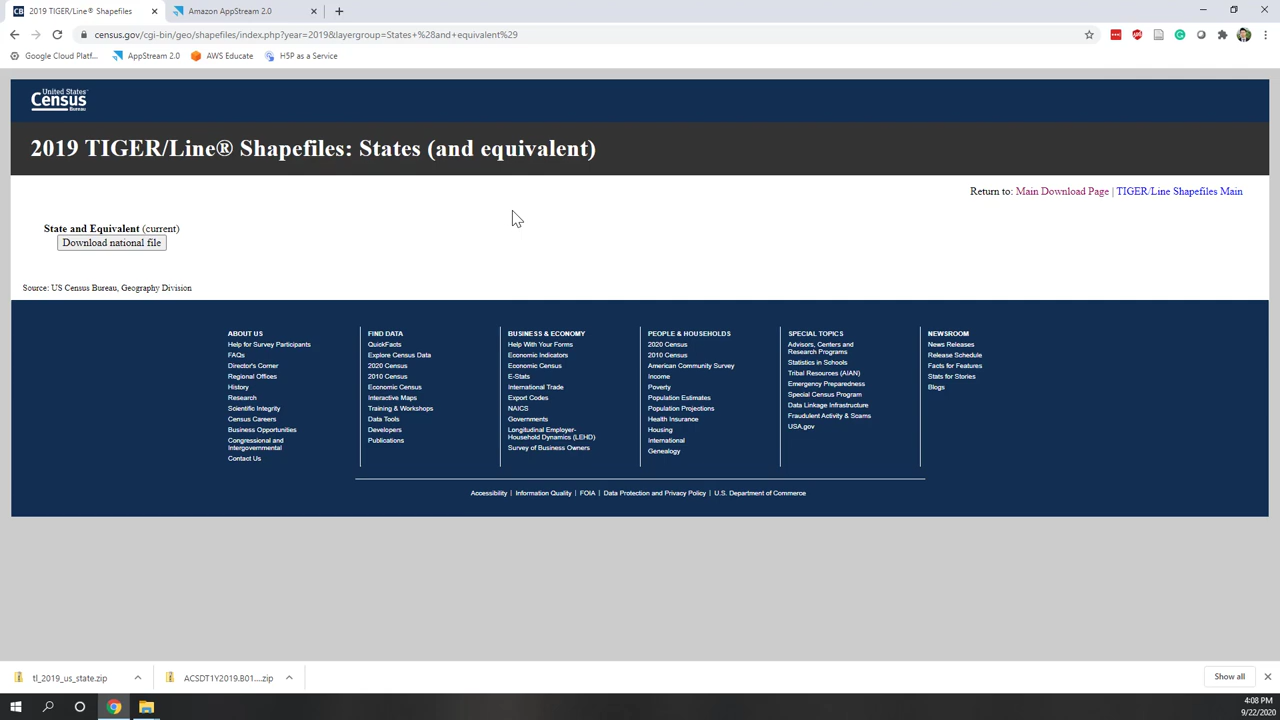 2019 TIGER/Line® Shapefiles
Amazon AppStream 2.0
census.gov/cgi-bin/geo/shapefiles/index.php?year=2019&layergroup=States+%28and+equivalent%29
Google Cloud Platf...
AppStream 2.0
AWS Educate
H5P as a Service
United States™
Census
Bureau
2019 TIGER/Line® Shapefiles: States (and equivalent)
Return to: Main Download Page | TIGER/Line Shapefiles Main
State and Equivalent (current)
Download national file
Source: US Census Bureau, Geography Division
ABOUT US
Help for Survey Participants
FAQs
Director's Corner
Regional Offices
History
Research
Scientific Integrity
Census Careers
Business Opportunities
Congressional and
Intergovernmental
Contact Us
FIND DATA
QuickFacts
Explore Census Data
2020 Census
2010 Census
Economic Census
Interactive Maps
Training & Workshops
Data Tools
Developers
Publications
BUSINESS & ECONOMY
Help With Your Forms
Economic Indicators
Economic Census
E-Stats
International Trade
Export Codes
NAICS
Governments
Longitudinal Employer-
Household Dynamics (LEHD)
Survey of Business Owners
PEOPLE & HOUSEHOLDS
2020 Census
2010 Census
American Community Survey
Income
Poverty
Population Estimates
Population Projections
Health Insurance
Housing
International
Genealogy
SPECIAL TOPICS
Advisors, Centers and
Research Programs
Statistics in Schools
Tribal Resources (AIAN)
Emergency Preparedness
Special Census Program
Data Linkage Infrastructure
Fraudulent Activity & Scams
USA.gov
NEWSROOM
News Releases
Release Schedule
Facts for Features
Stats for Stories
Blogs
Accessibility | Information Quality | FOIA | Data Protection and Privacy Policy | U.S. Department of Commerce
tl_2019_us_state.zip
ACSDT1Y2019.B01....zip
Show all
4:08 PM
9/22/2020